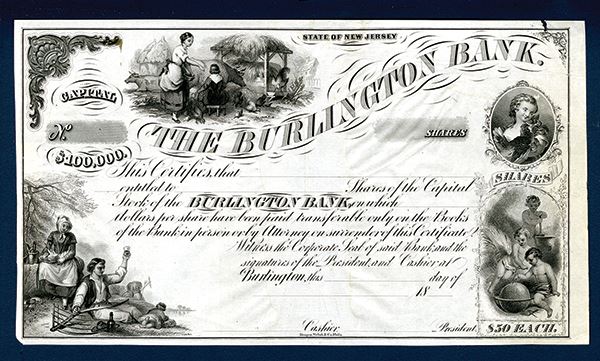 STATE OF NEW JERSEY
CAPITAL
$100,000.
No
THE BURLINGTON BANK.
SHARES
This Certifies that
entitled to Shares of the Capital
Stock of the BURLINGTON BANK, on which
dollars per share have been paid transferable only on the Books
of the Bank in person or by Attorney on surrender of this Certificate.
Witness the Corporate Seal of said Bank, and the
signatures of the President, and Cashier at
Burlington, this day of
18
Cashier President,
SHARES
$50 EACH.